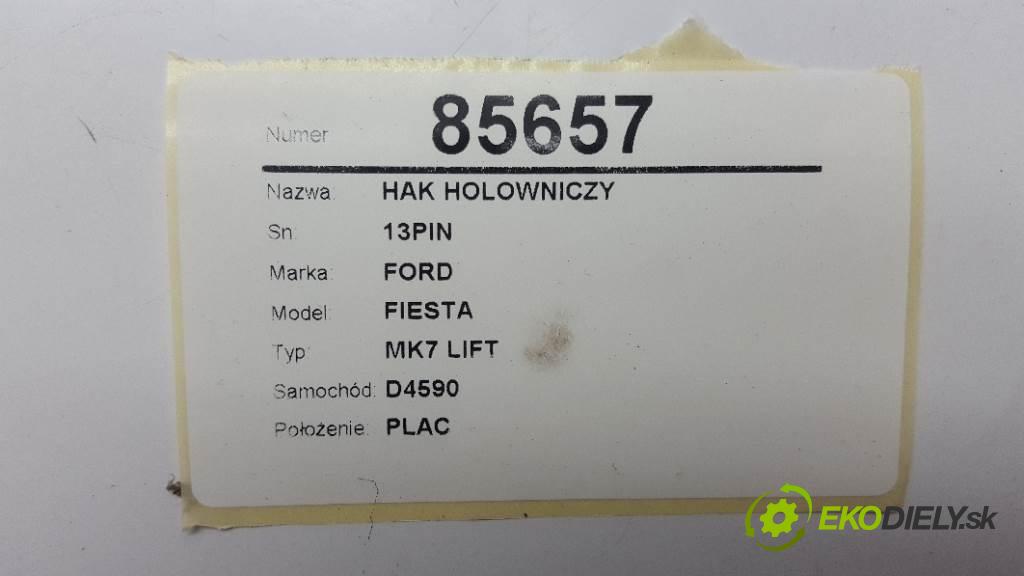 Numer 85657
Nazwa: HAK HOLOWNICZY
Sn: 13PIN
Marka: FORD
Model: FIESTA
Typ: MK7 LIFT
Samochód: D4590
Położenie: PLAC
EKODIELY.sk